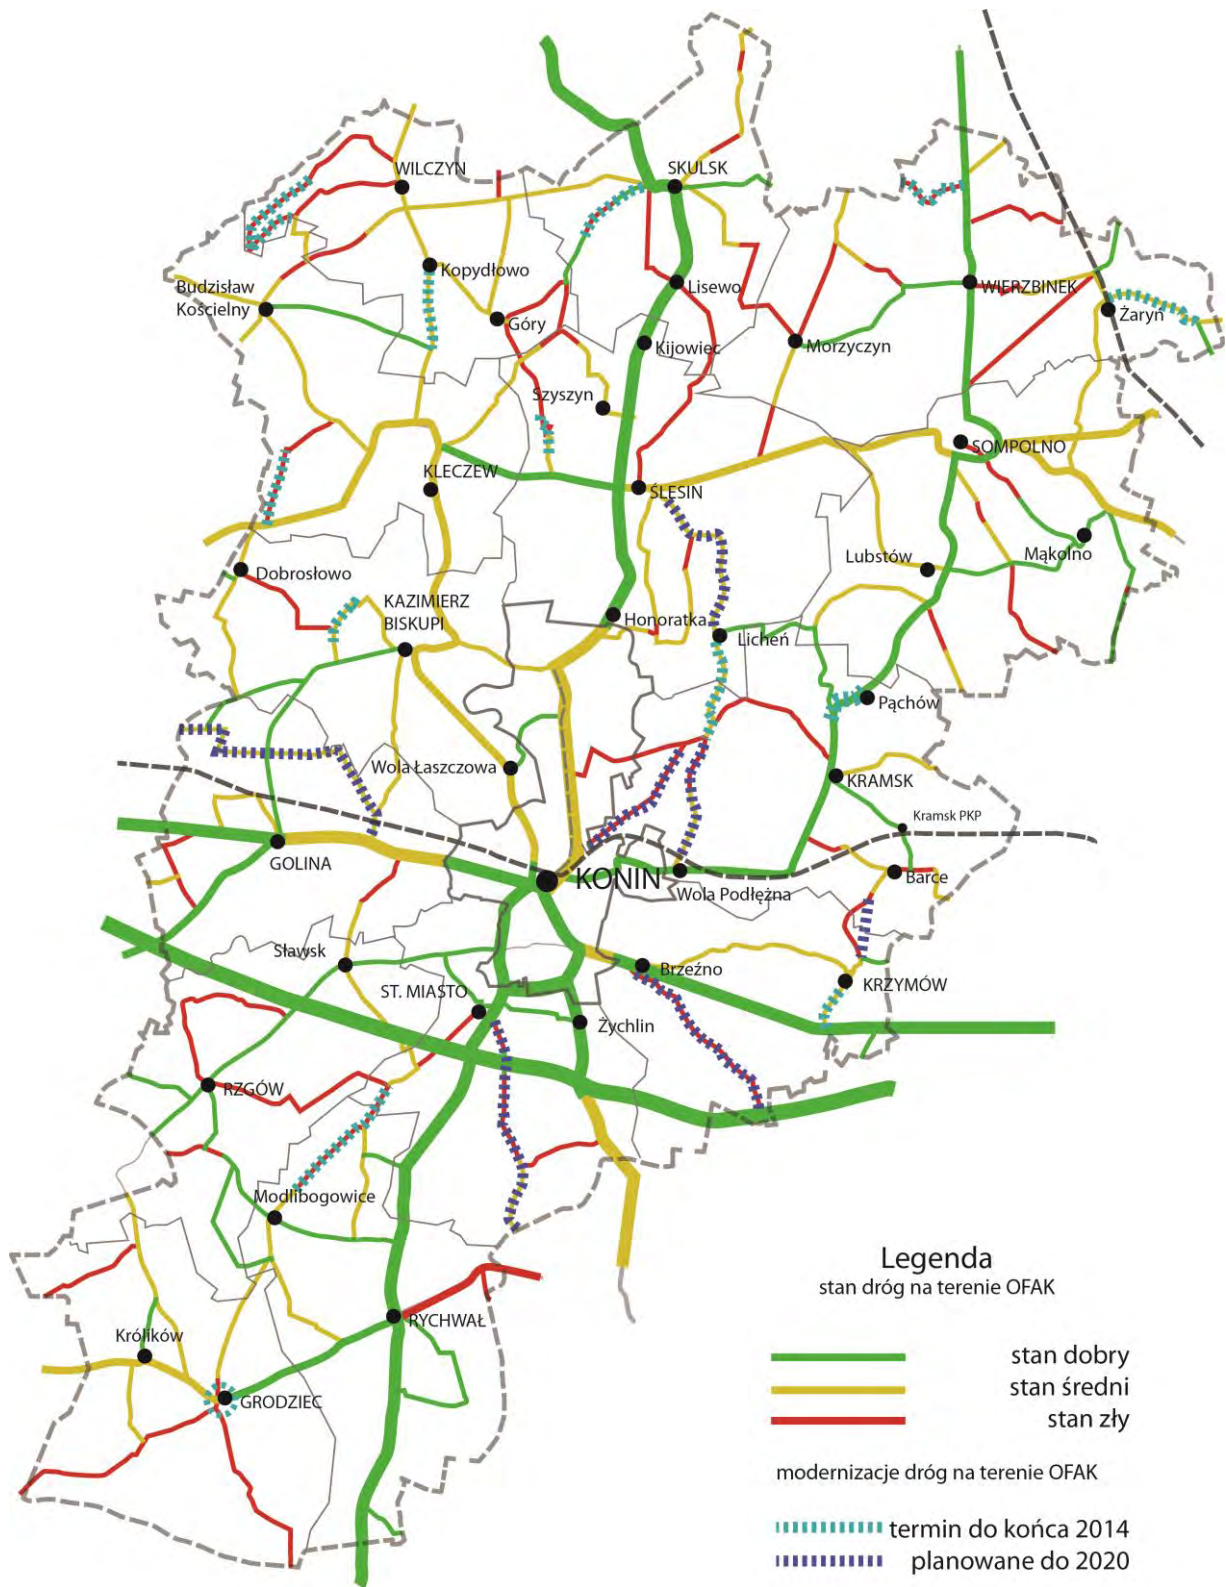 SKULSK
WILCZYN
Kopydłowo
Budzisław
Kościelny
Lisewo
WIERZBINEK
Góry
Żaryń
Kijowiec
Morzyczyn
Szyszyn
SOMPOLNO
KLECZEW
ŚLESIN
Lubstów
Mąkolno
Dobrosłowo
KAZIMIERZ
BISKUPI
Honoratka
Licheń
Pąchów
Wola Łaszczowa
KRAMSK
Kramsk PKP
GOLINA
KONIN
Barce
Wola Podłężna
Sławsk
Brzeźno
ST. MIASTO
KRZYMÓW
Żychlin
RZGÓW
Modlibogowice
RYCHWAŁ
Królików
GRODZIEC
Legenda
stan dróg na terenie OFAK
stan dobry
stan średni
stan zły
modernizacje dróg na terenie OFAK
termin do końca 2014
planowane do 2020